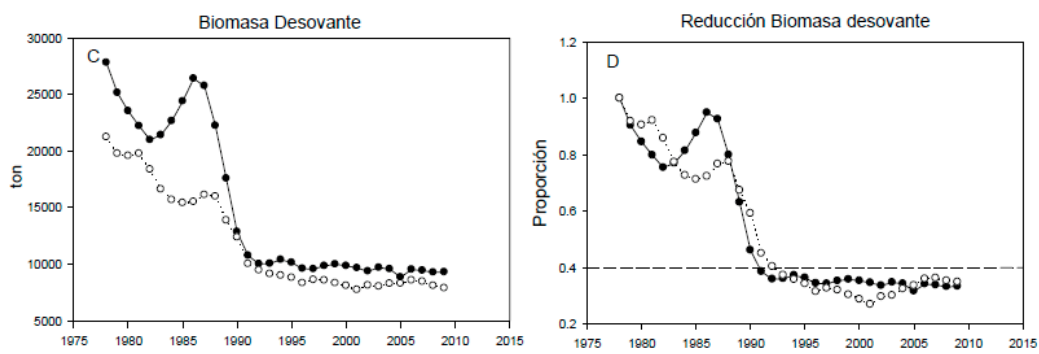 Biomasa Desovante
C
ton
30000
25000
20000
15000
10000
5000
1975 1980 1985 1990 1995 2000 2005 2010 2015
Reducción Biomasa desovante
D
Proporción
1.2
1.0
0.8
0.6
0.4
0.2
1975 1980 1985 1990 1995 2000 2005 2010 2015